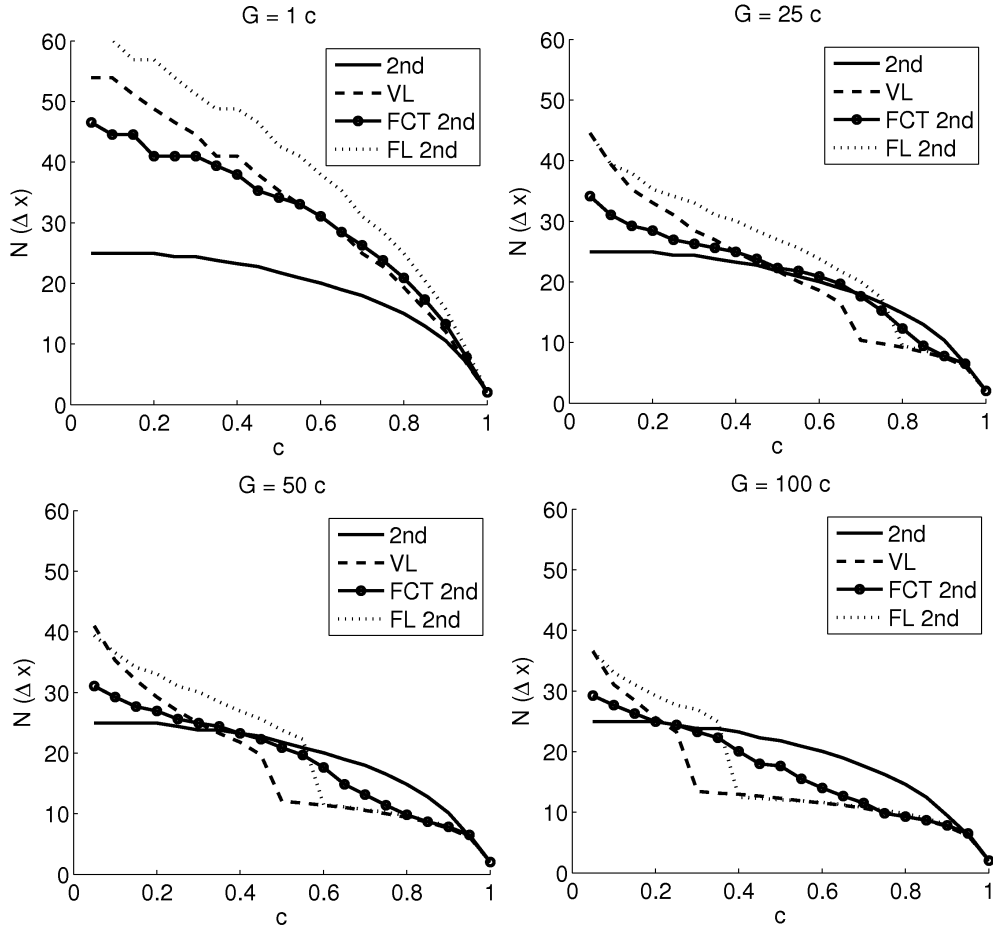 G = 1 c
60
50
40
30
20
10
0
N (Δ x)
0
0.2
0.4
0.6
0.8
1
c
2nd
VL
FCT 2nd
FL 2nd
G = 25 c
60
50
40
30
20
10
0
N (Δ x)
0
0.2
0.4
0.6
0.8
1
c
2nd
VL
FCT 2nd
FL 2nd
G = 50 c
60
50
40
30
20
10
0
N (Δ x)
0
0.2
0.4
0.6
0.8
1
c
2nd
VL
FCT 2nd
FL 2nd
G = 100 c
60
50
40
30
20
10
0
N (Δ x)
0
0.2
0.4
0.6
0.8
1
c
2nd
VL
FCT 2nd
FL 2nd